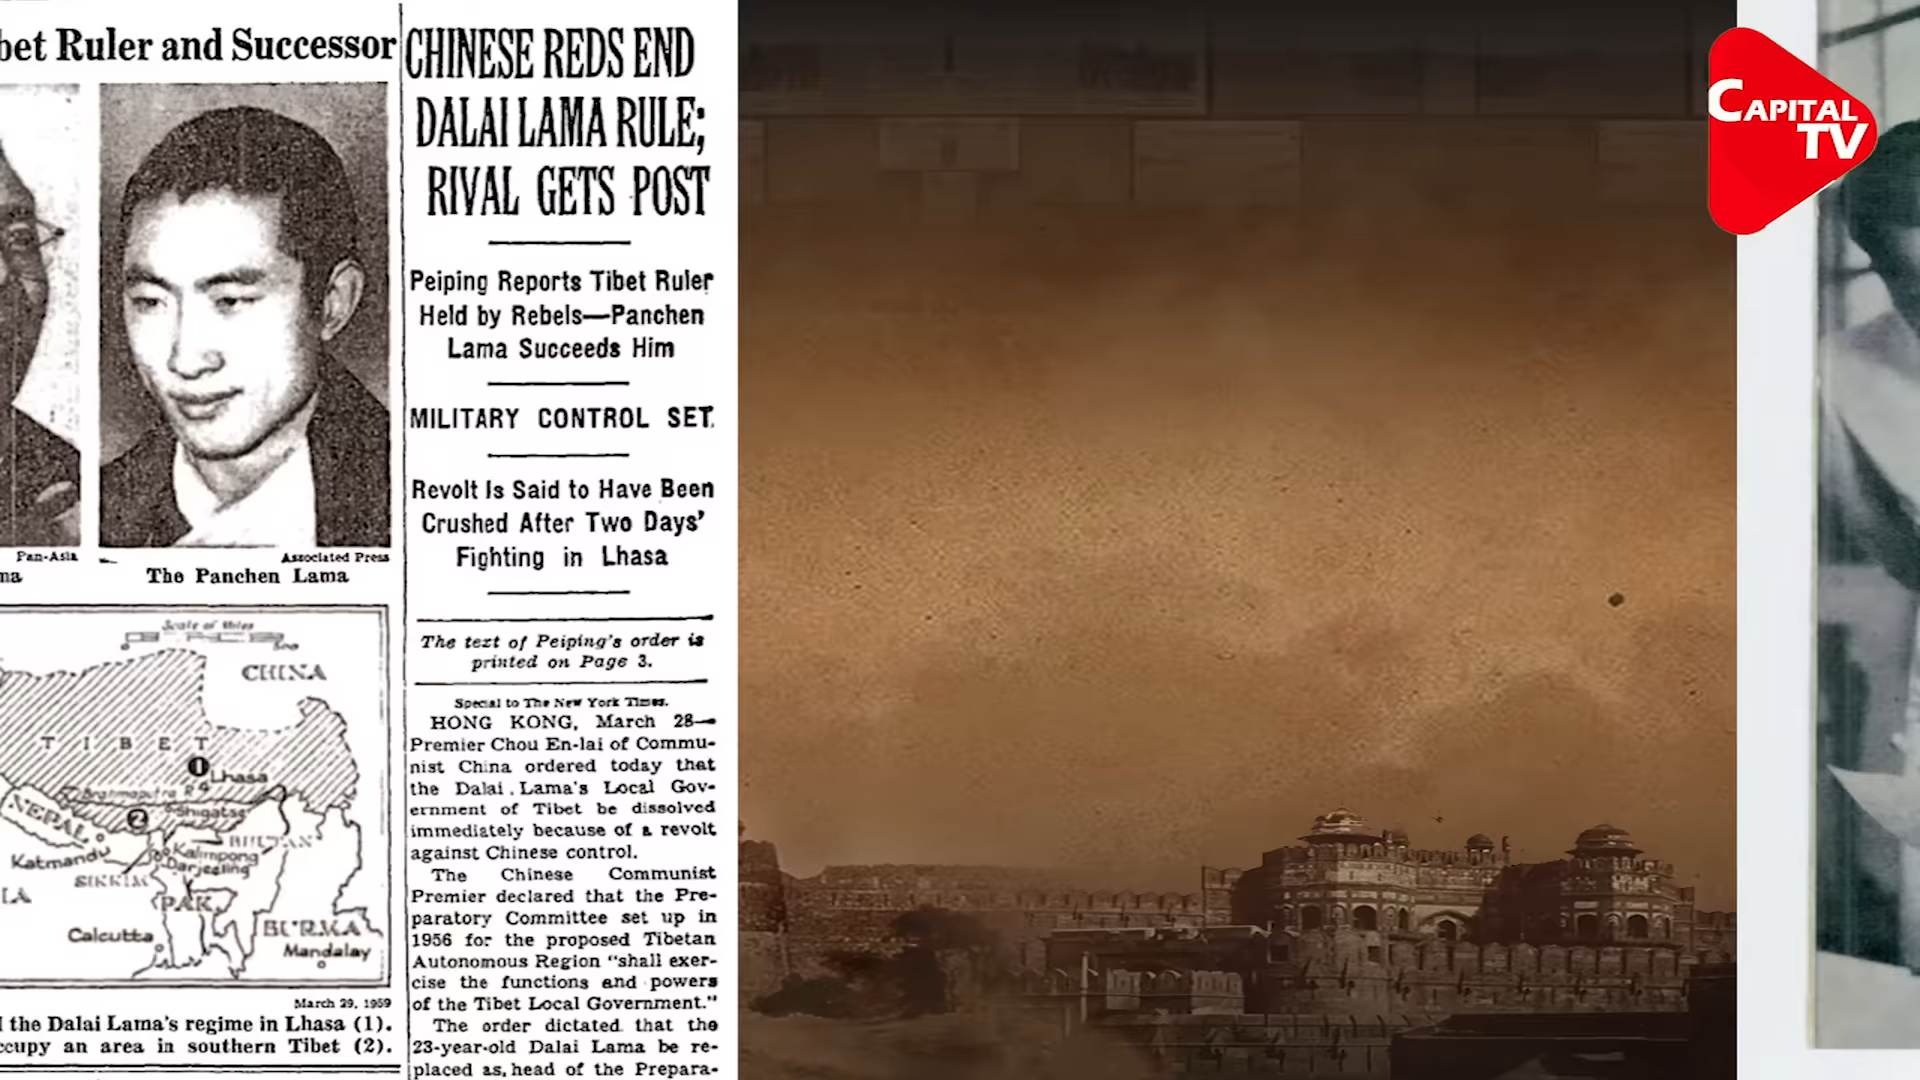 bet Ruler and Successor
Pan-Asia
Associated Press
ma
The Panchen Lama
Scale of Miles
CHINA
TIBET
1
Lhasa
Brahmaputra R.
Shigatse
NEPAL
2
BHUTAN
Katmandu
Kalimpong
Darjeeling
SIKKIM
PAK.
BURMA
Calcutta
Mandalay
March 29, 1959
the Dalai Lama's regime in Lhasa (1).
ccupy an area in southern Tibet (2).
CHINESE REDS END
DALAI LAMA RULE;
RIVAL GETS POST
Peiping Reports Tibet Ruler
Held by Rebels—Panchen
Lama Succeeds Him
MILITARY CONTROL SET
Revolt Is Said to Have Been
Crushed After Two Days'
Fighting in Lhasa
The text of Peiping's order is
printed on Page 3.
Special to The New York Times.
HONG KONG, March 28—
Premier Chou En-lai of Commu-
nist China ordered today that
the Dalai Lama's Local Gov-
ernment of Tibet be dissolved
immediately because of a revolt
against Chinese control.
The Chinese Communist
Premier declared that the Pre-
paratory Committee set up in
1956 for the proposed Tibetan
Autonomous Region "shall exer-
cise the functions and powers
of the Tibet Local Government."
The order dictated that the
23-year-old Dalai Lama be re-
placed as head of the Prepara-
CAPITAL
TV